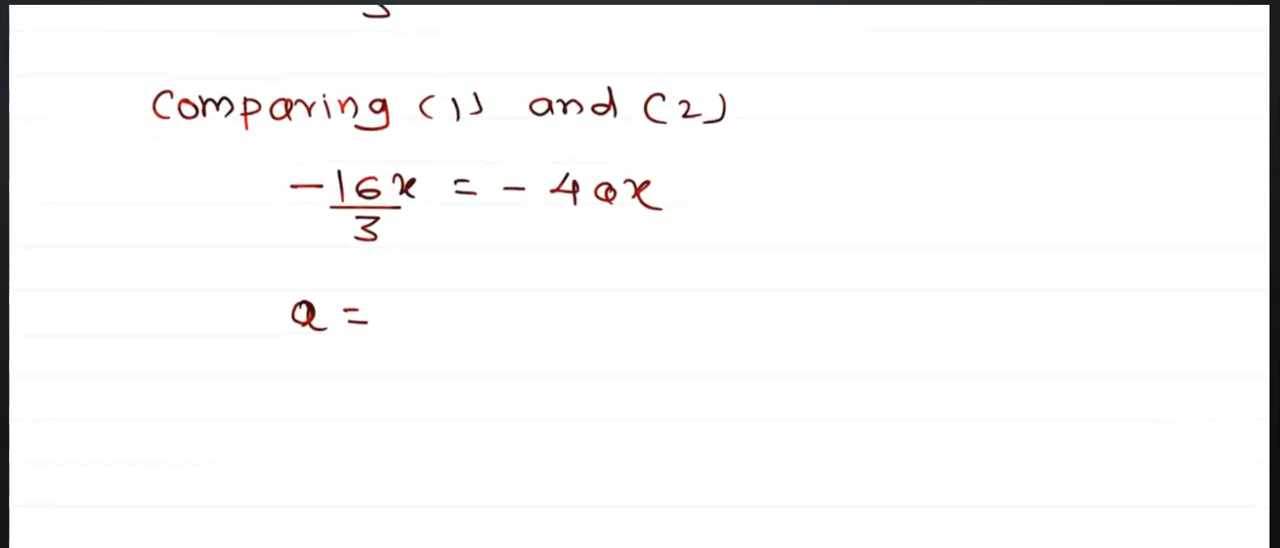 Comparing (1) and (2)
-16x/3 = - 4ax
a =